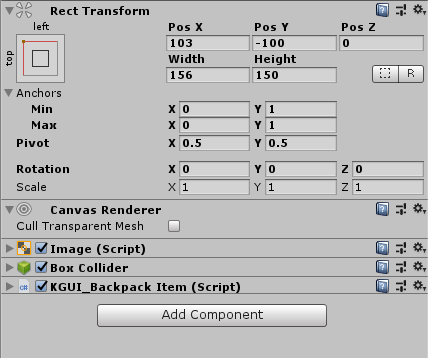 Rect Transform
left
Pos X Pos Y Pos Z
103 -100 0
top
Width Height
156 150
R
Anchors
Min X 0 Y 1
Max X 0 Y 1
Pivot X 0.5 Y 0.5
Rotation X 0 Y 0 Z 0
Scale X 1 Y 1 Z 1
Canvas Renderer
Cull Transparent Mesh
Image (Script)
Box Collider
C# KGUI_Backpack Item (Script)
Add Component